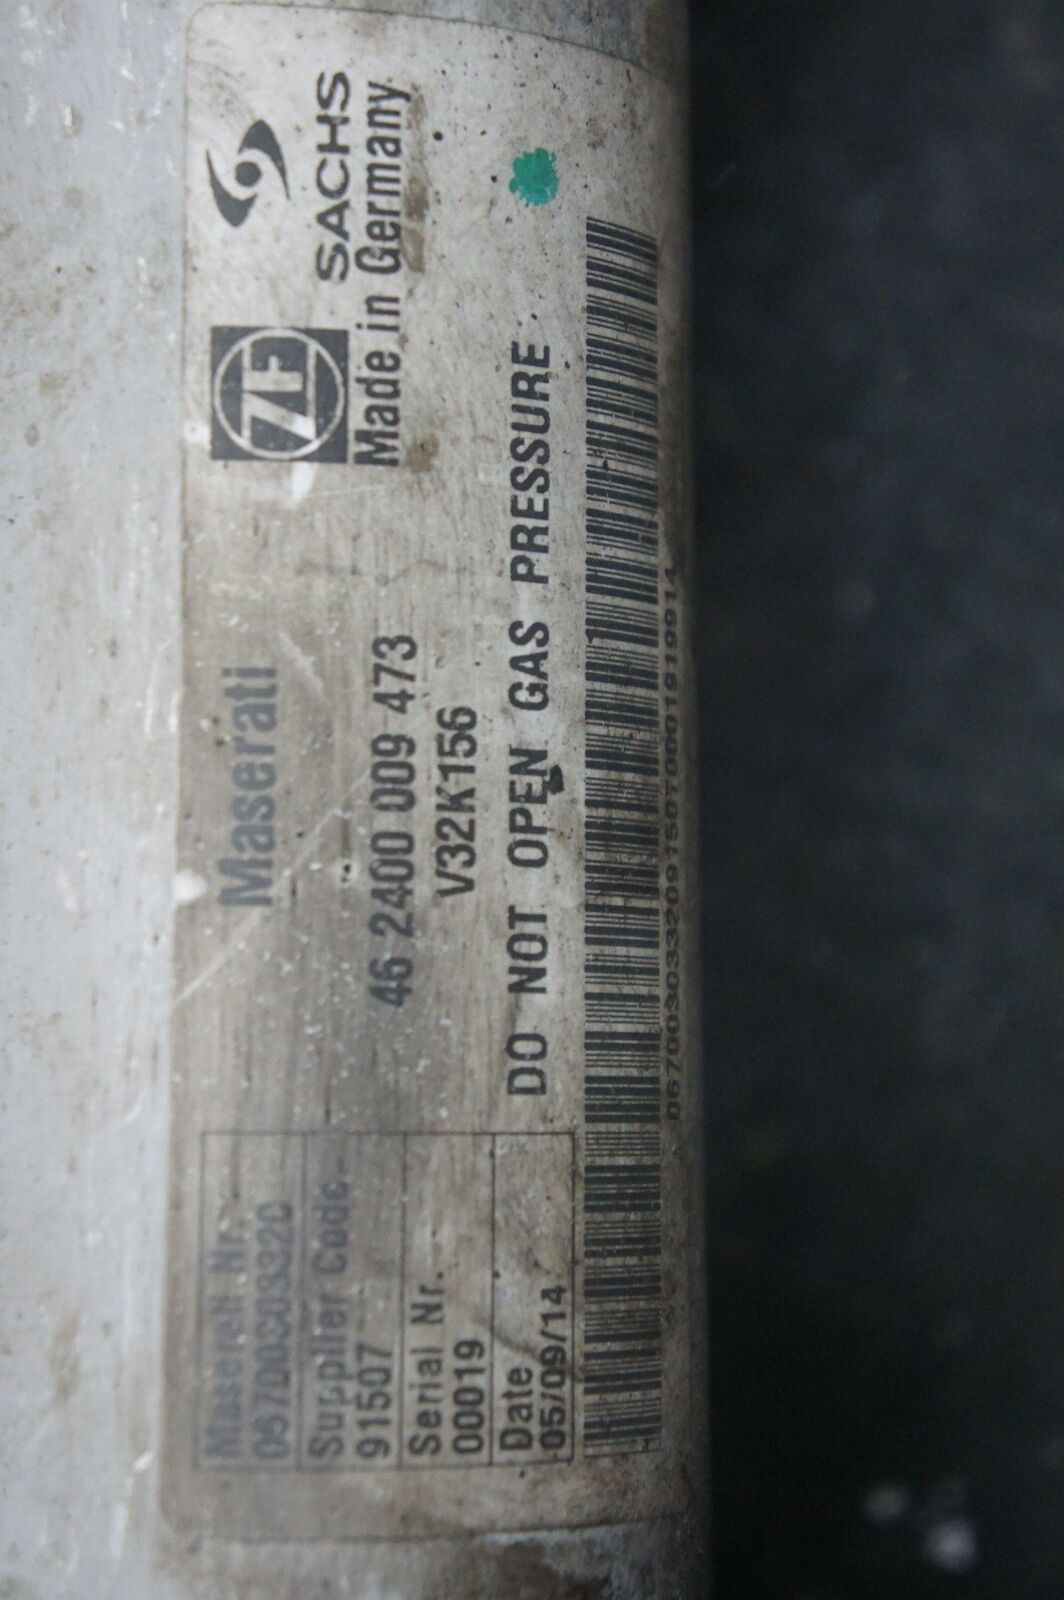 ZF SACHS
Made in Germany
Maserati
46 2400 009 473
V32K156
DO NOT OPEN GAS PRESSURE
Maserati Nr.
06700303320
Supplier Code
91507
Serial Nr.
00019
Date
05/09/14